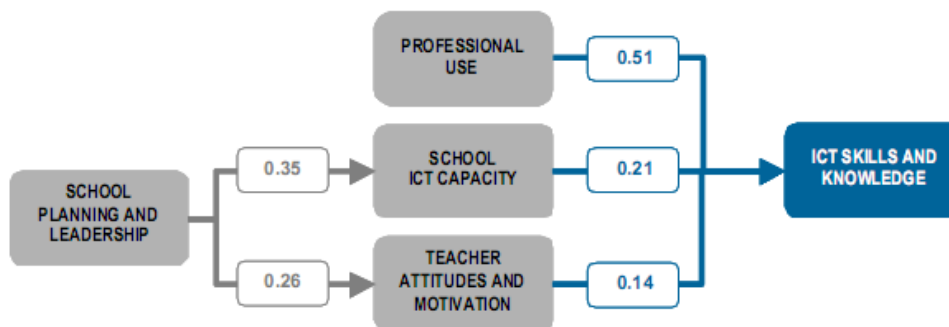 PROFESSIONAL
USE
0.51
SCHOOL
ICT CAPACITY
0.35
0.21
ICT SKILLS AND
KNOWLEDGE
SCHOOL
PLANNING AND
LEADERSHIP
TEACHER
ATTITUDES AND
MOTIVATION
0.26
0.14